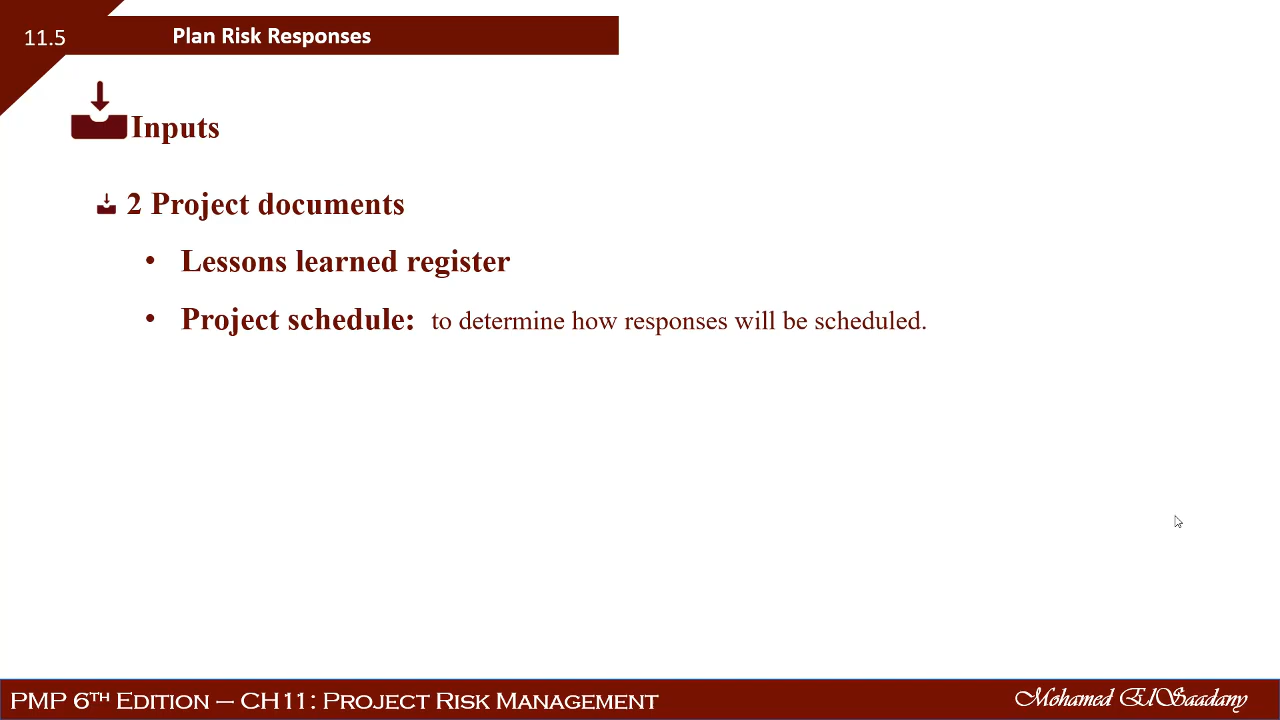 11.5
Plan Risk Responses
Inputs
2 Project documents
• Lessons learned register
• Project schedule: to determine how responses will be scheduled.
PMP 6TH Edition – CH11: Project Risk Management
Mohamed ElSaadany